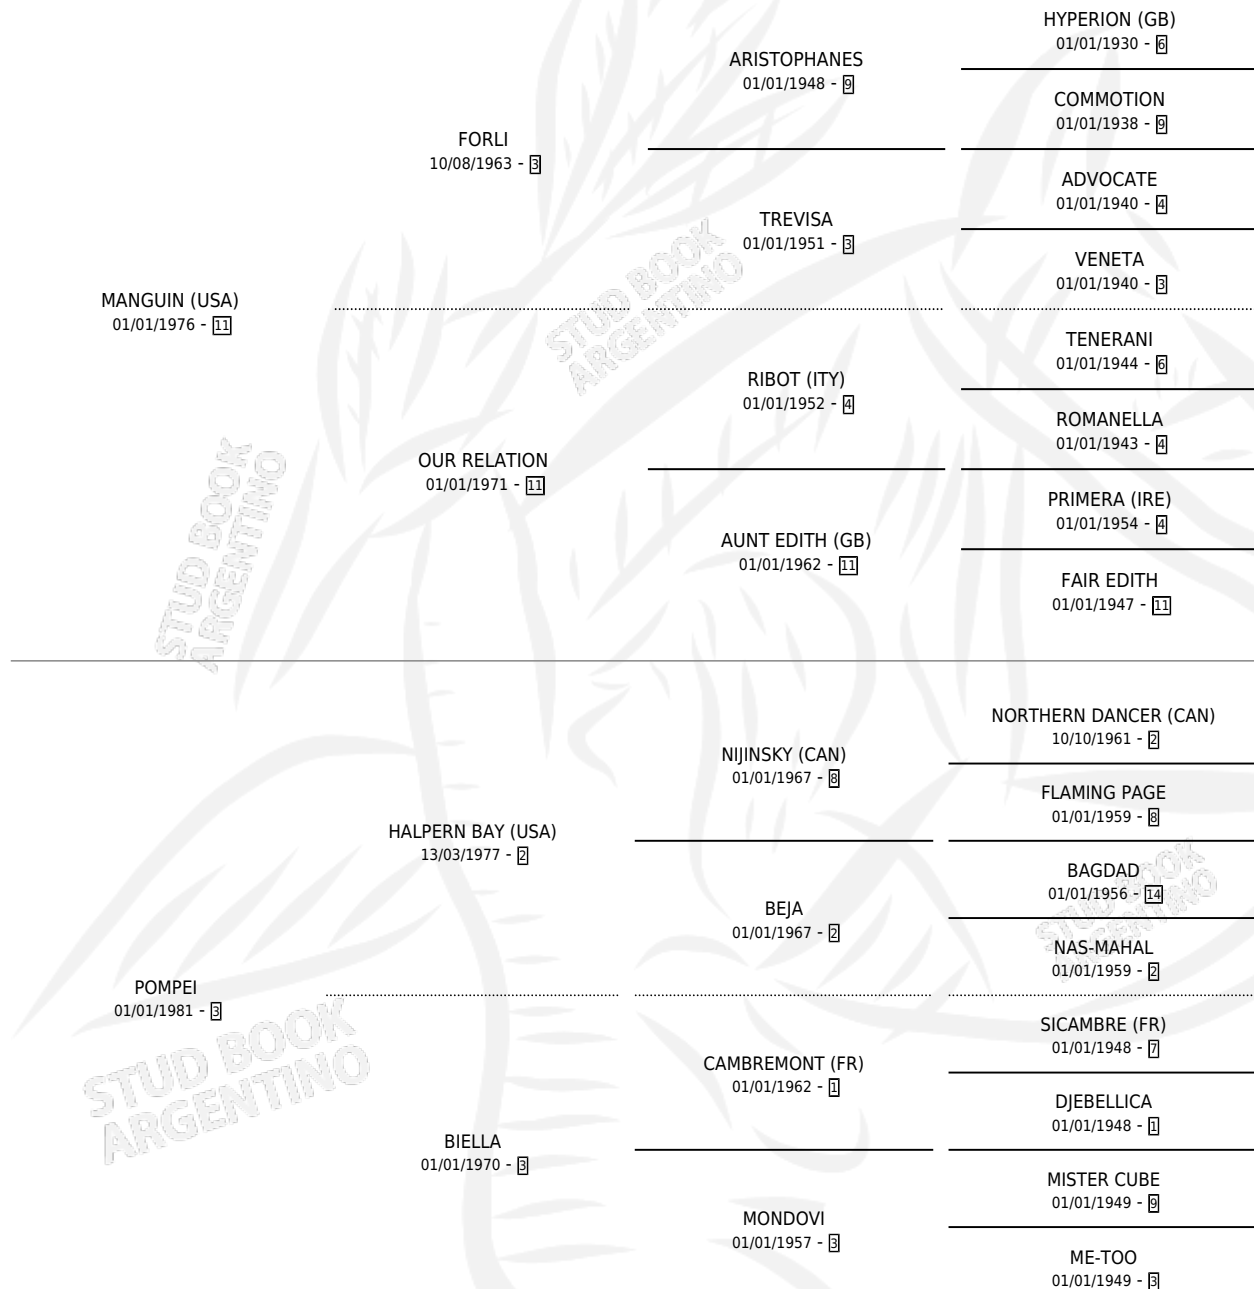 HYPERION (GB)
01/01/1930 - 6
ARISTOPHANES
01/01/1948 - 9
COMMOTION
01/01/1938 - 9
FORLI
10/08/1963 - 3
ADVOCATE
01/01/1940 - 4
TREVISA
01/01/1951 - 3
VENETA
01/01/1940 - 3
MANGUIN (USA)
01/01/1976 - 11
TENERANI
01/01/1944 - 6
RIBOT (ITY)
01/01/1952 - 4
ROMANELLA
01/01/1943 - 4
OUR RELATION
01/01/1971 - 11
PRIMERA (IRE)
01/01/1954 - 4
AUNT EDITH (GB)
01/01/1962 - 11
FAIR EDITH
01/01/1947 - 11
NORTHERN DANCER (CAN)
10/10/1961 - 2
NIJINSKY (CAN)
01/01/1967 - 8
FLAMING PAGE
01/01/1959 - 8
HALPERN BAY (USA)
13/03/1977 - 2
BAGDAD
01/01/1956 - 14
BEJA
01/01/1967 - 2
NAS-MAHAL
01/01/1959 - 2
POMPEI
01/01/1981 - 3
SICAMBRE (FR)
01/01/1948 - 7
CAMBREMONT (FR)
01/01/1962 - 1
DJEBELLICA
01/01/1948 - 1
BIELLA
01/01/1970 - 3
MISTER CUBE
01/01/1949 - 9
MONDOVI
01/01/1957 - 3
ME-TOO
01/01/1949 - 3
STUD BOOK
ARGENTINO
STUD BOOK
ARGENTINO
STUD BOOK
ARGENTINO
STUD BOOK
ARGENTINO